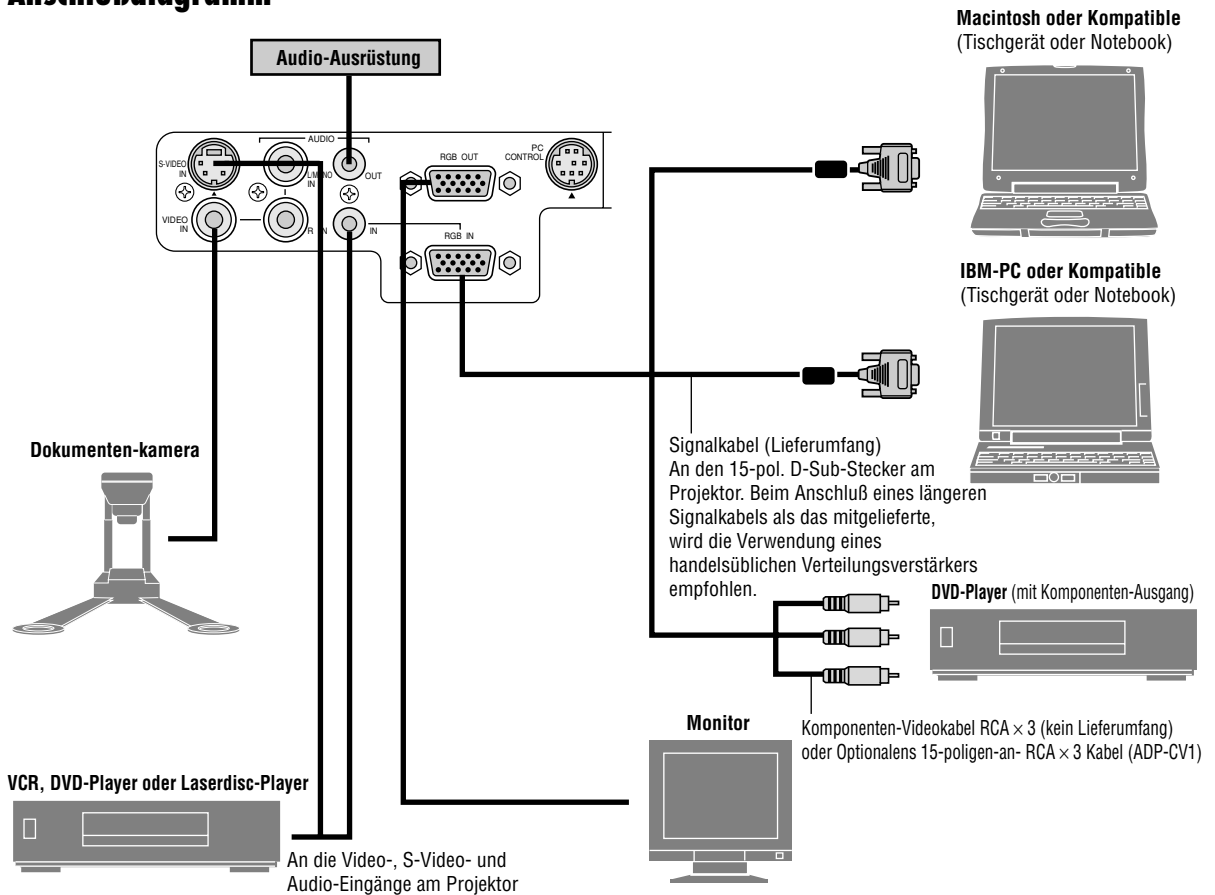 Anschlußdiagramm
Macintosh oder Kompatible
(Tischgerät oder Notebook)
Audio-Ausrüstung
AUDIO
S-VIDEO
IN
L/MONO
IN
OUT
RGB OUT
PC
CONTROL
VIDEO
IN
R
IN
RGB IN
IBM-PC oder Kompatible
(Tischgerät oder Notebook)
Dokumenten-kamera
Signalkabel (Lieferumfang)
An den 15-pol. D-Sub-Stecker am
Projektor. Beim Anschluß eines längeren
Signalkabels als das mitgelieferte,
wird die Verwendung eines
handelsüblichen Verteilungsverstärkers
empfohlen.
DVD-Player (mit Komponenten-Ausgang)
Monitor
Komponenten-Videokabel RCA × 3 (kein Lieferumfang)
oder Optionalens 15-poligen-an- RCA × 3 Kabel (ADP-CV1)
VCR, DVD-Player oder Laserdisc-Player
An die Video-, S-Video- und
Audio-Eingänge am Projektor